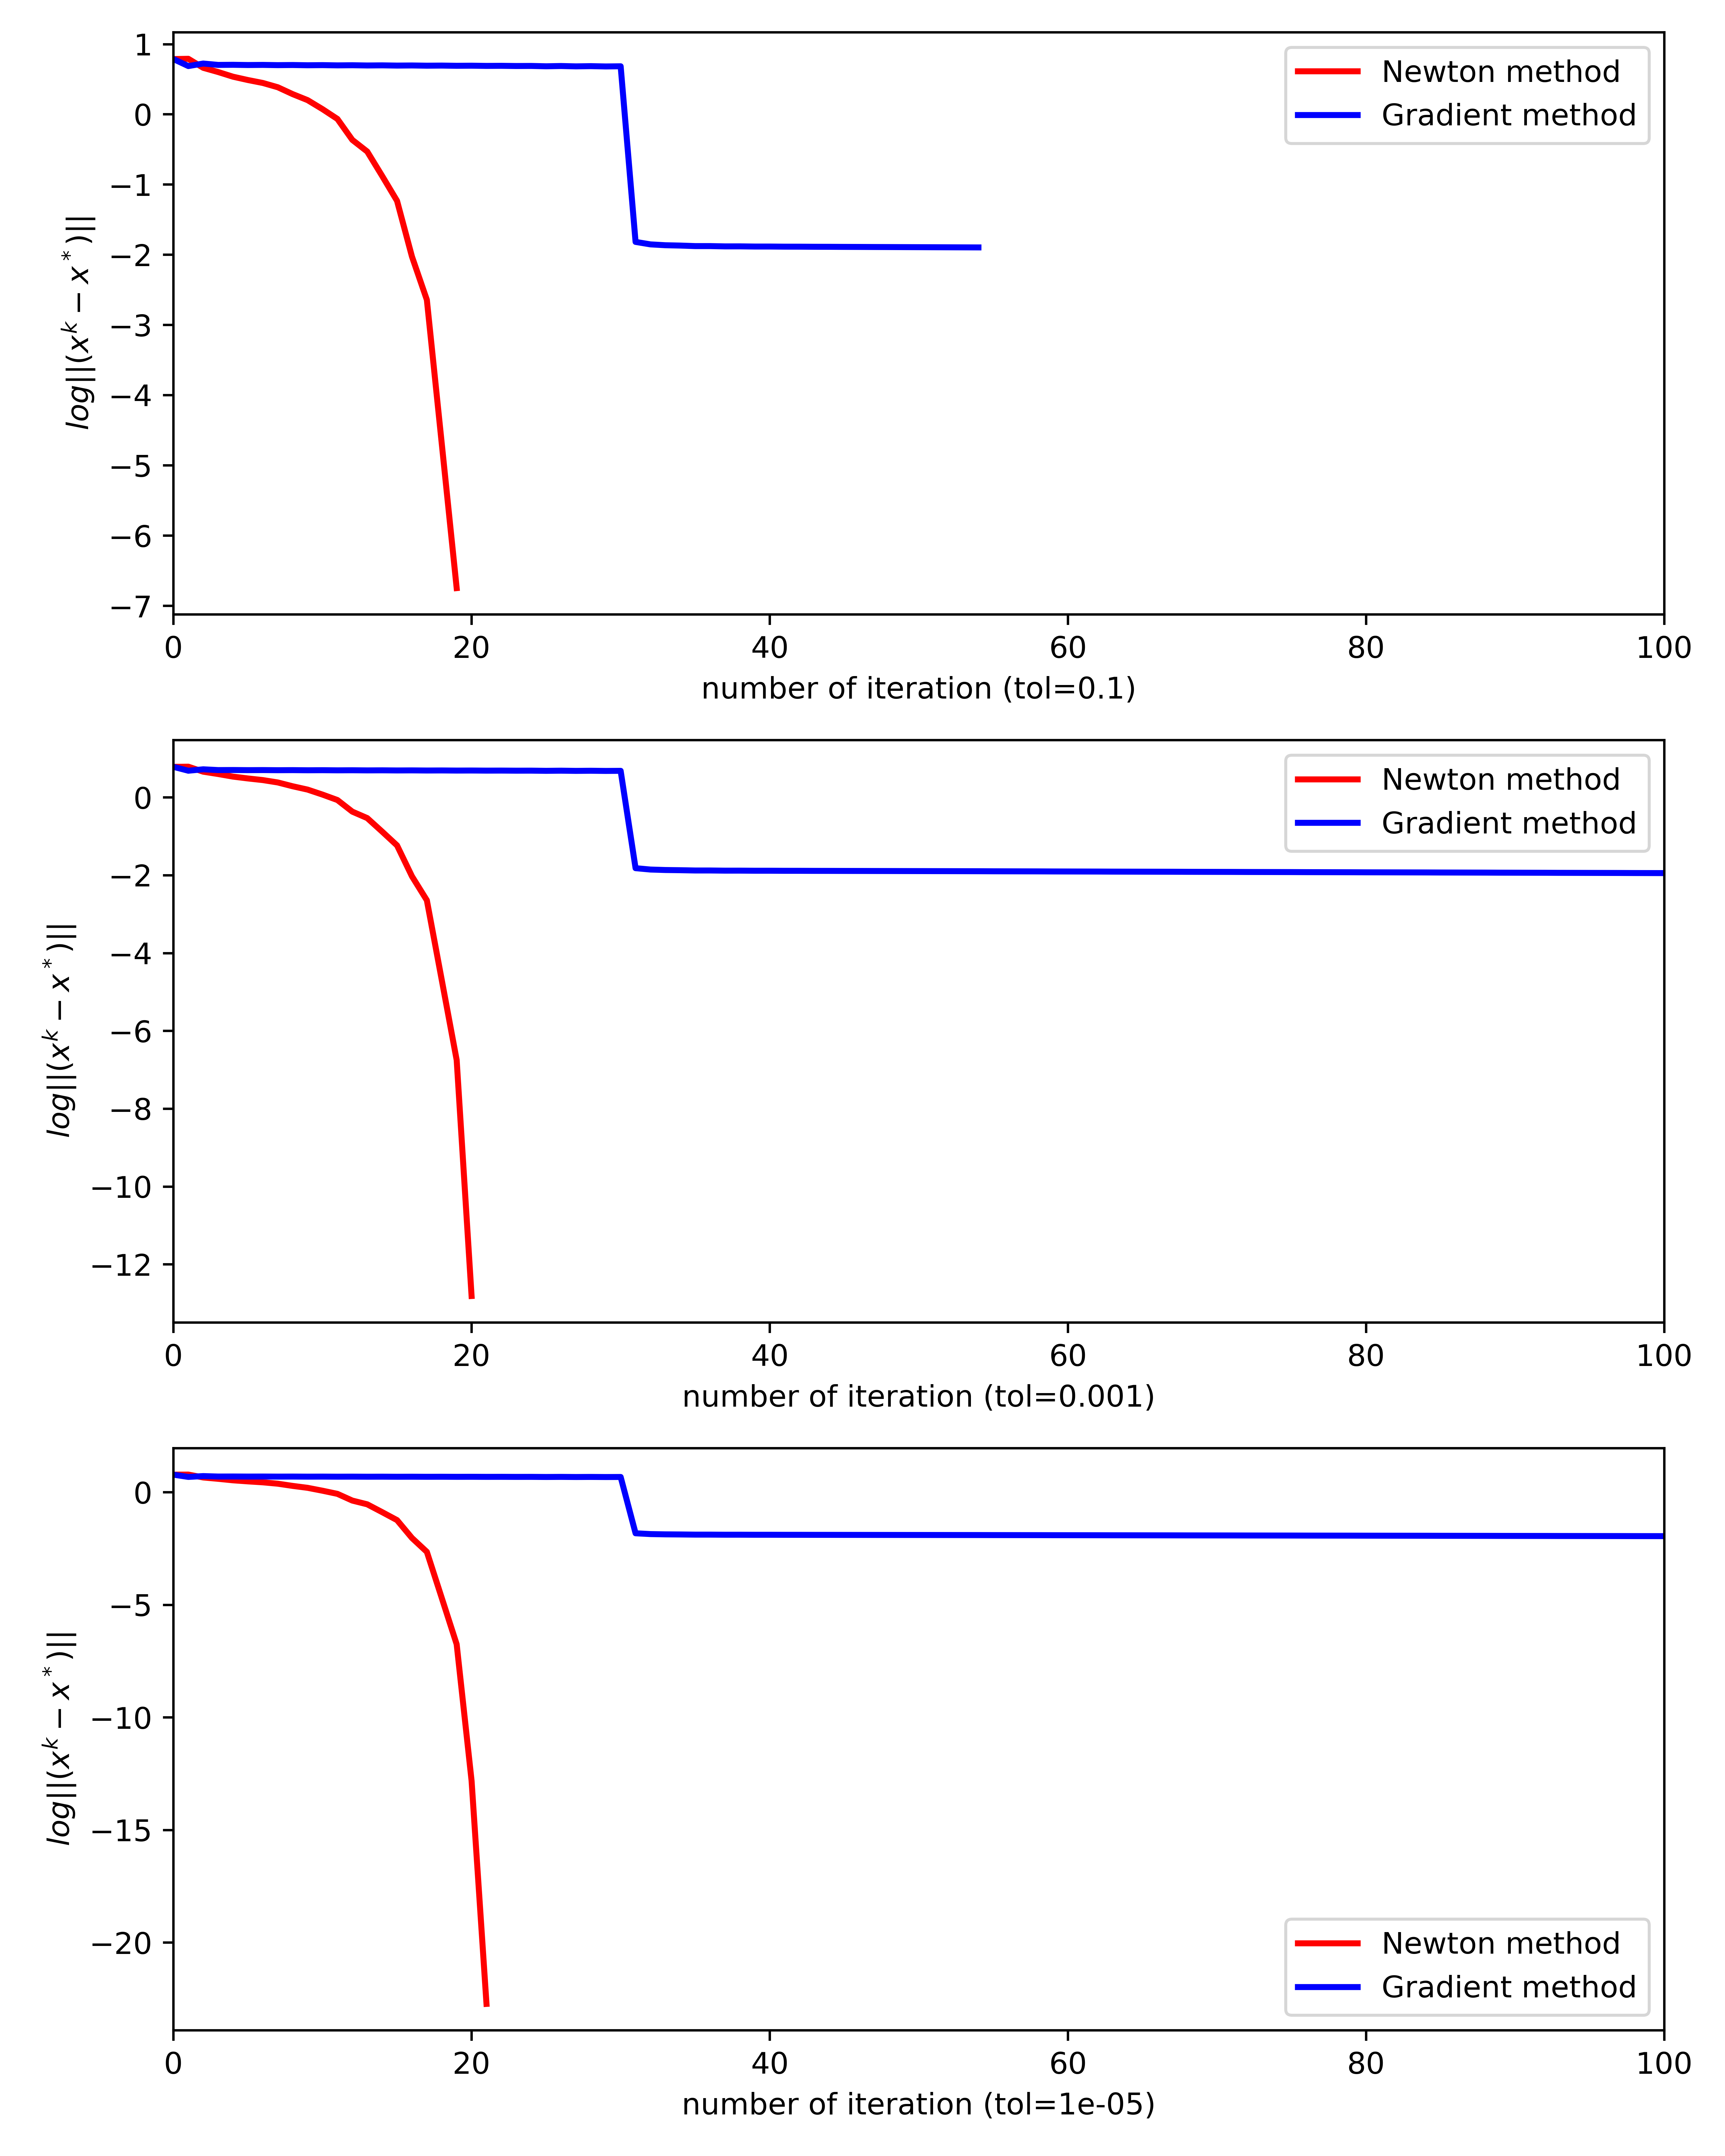 1
0
−1
−2
−3
−4
−5
−6
−7
log||(x^k − x^*)||
Newton method
Gradient method
0 20 40 60 80 100
number of iteration (tol=0.1)
0
−2
−4
−6
−8
−10
−12
log||(x^k − x^*)||
Newton method
Gradient method
0 20 40 60 80 100
number of iteration (tol=0.001)
0
−5
−10
−15
−20
log||(x^k − x^*)||
Newton method
Gradient method
0 20 40 60 80 100
number of iteration (tol=1e-05)